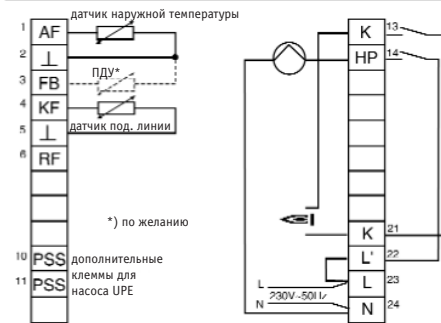 датчик наружной температуры
1 AF
2 ⊥
3 FB ПДУ*
4 KF
5 ⊥ датчик под. линии
6 RF
*) по желанию
10 PSS дополнительные
11 PSS клеммы для
насоса UPE
K 13
HP 14
K 21
L' 22
L L 23
230V~50Hz
N N 24